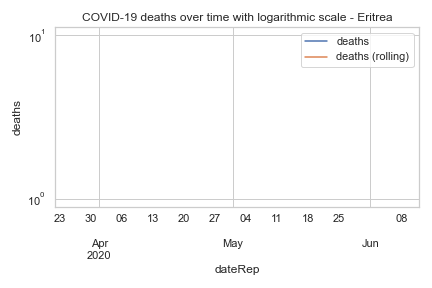 COVID-19 deaths over time with logarithmic scale - Eritrea
deaths
deaths (rolling)
10¹
deaths
10⁰
23 30 06 13 20 27 04 11 18 25 08
Apr May Jun
2020
dateRep